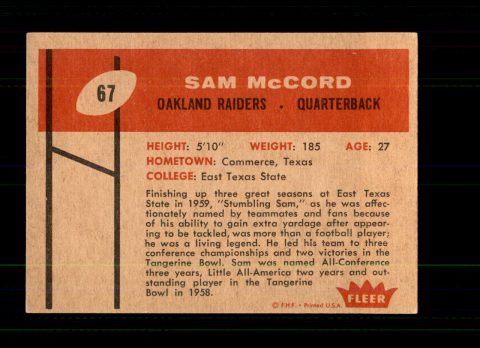 67
SAM McCORD
OAKLAND RAIDERS . QUARTERBACK
HEIGHT: 5'10" WEIGHT: 185 AGE: 27
HOMETOWN: Commerce, Texas
COLLEGE: East Texas State
Finishing up three great seasons at East Texas
State in 1959, "Stumbling Sam," as he was affec-
tionately named by teammates and fans because
of his ability to gain extra yardage after appear-
ing to be tackled, was more than a football player;
he was a living legend. He led his team to three
conference championships and two victories in the
Tangerine Bowl. Sam was named All-Conference
three years, Little All-America two years and out-
standing player in the Tangerine
Bowl in 1958.
FLEER
© F.H.F. • Printed U.S.A.